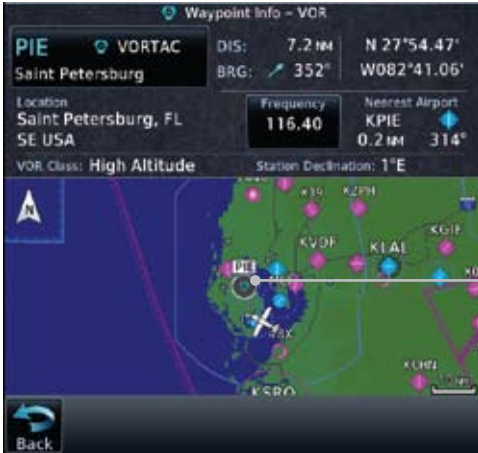 Waypoint Info – VOR
PIE VORTAC
Saint Petersburg
DIS: 7.2 NM
BRG: 352°
N 27°54.47'
W082°41.06'
Location
Saint Petersburg, FL
SE USA
Frequency
116.40
Nearest Airport
KPIE
0.2 NM 314°
VOR Class: High Altitude
Station Declination: 1°E
N
X39
KZPH
KVDF
KLAL
KGIF
PIE
KSRQ
KCHN
Back